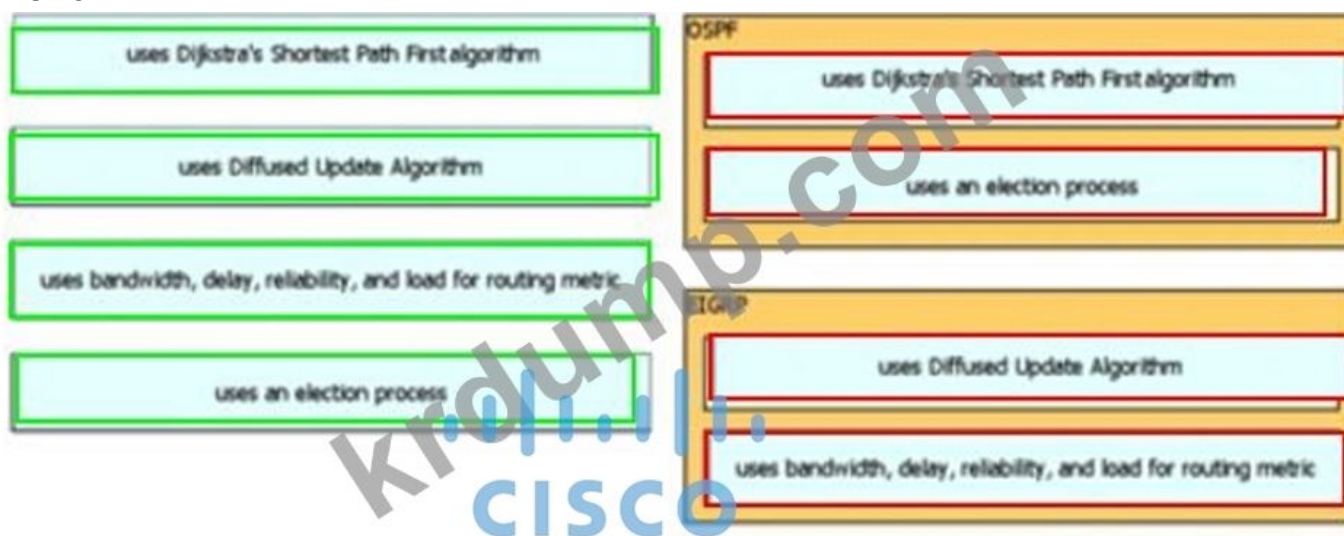 uses Dijkstra's Shortest Path First algorithm
uses Diffused Update Algorithm
uses bandwidth, delay, reliability, and load for routing metric
uses an election process
OSPF
uses Dijkstra's Shortest Path First algorithm
uses an election process
EIGRP
uses Diffused Update Algorithm
uses bandwidth, delay, reliability, and load for routing metric
krdump.com
CISCO